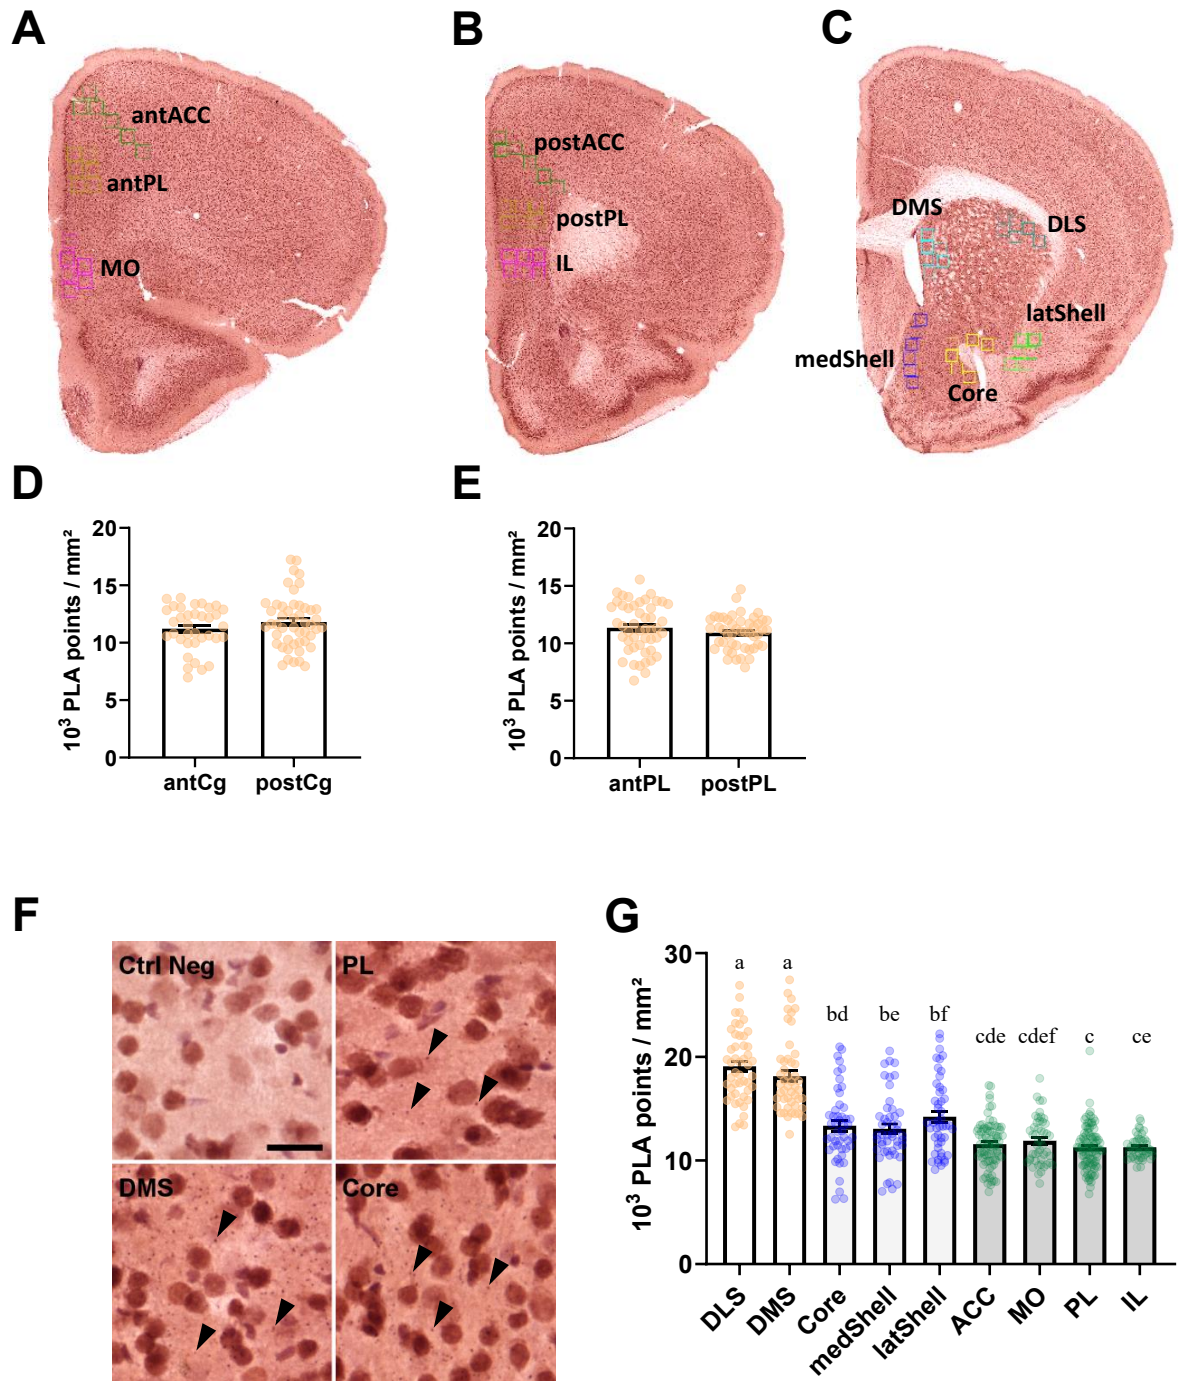 A
B
C
antACC
antPL
MO
postACC
postPL
IL
DMS
DLS
latShell
medShell
Core
D
E
10³ PLA points / mm²
20
15
10
5
0
antCg postCg
10³ PLA points / mm²
20
15
10
5
0
antPL postPL
F
G
Ctrl Neg
PL
DMS
Core
10³ PLA points / mm²
30
20
10
0
a a bd be bf cde cdef c ce
DLS DMS Core medShell latShell ACC MO PL IL